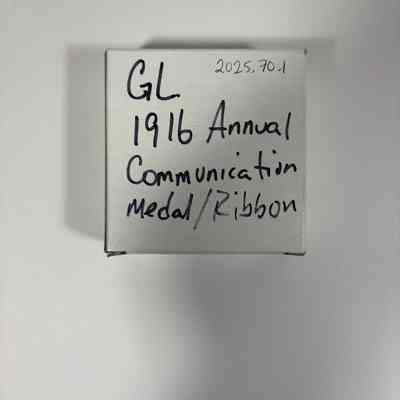 2025.70.1
GL
1916 Annual
Communication
Medal/Ribbon